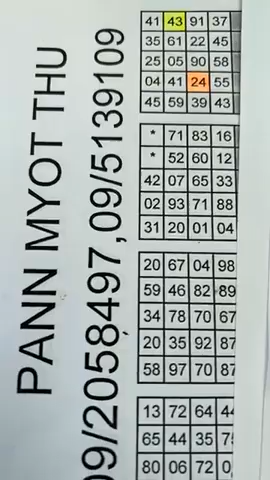 PANN MYOT THU
09/2058497,09/5139109
41 43 91 37
35 61 22 45
25 05 90 58
04 41 24 55
45 59 39 43
* 71 83 16
* 52 60 12
42 07 65 33
02 93 71 88
31 20 01 04
20 67 04 98
59 46 82 89
34 78 70 67
20 35 92 87
58 97 70 87
13 72 64
65 44 35
80 06 72